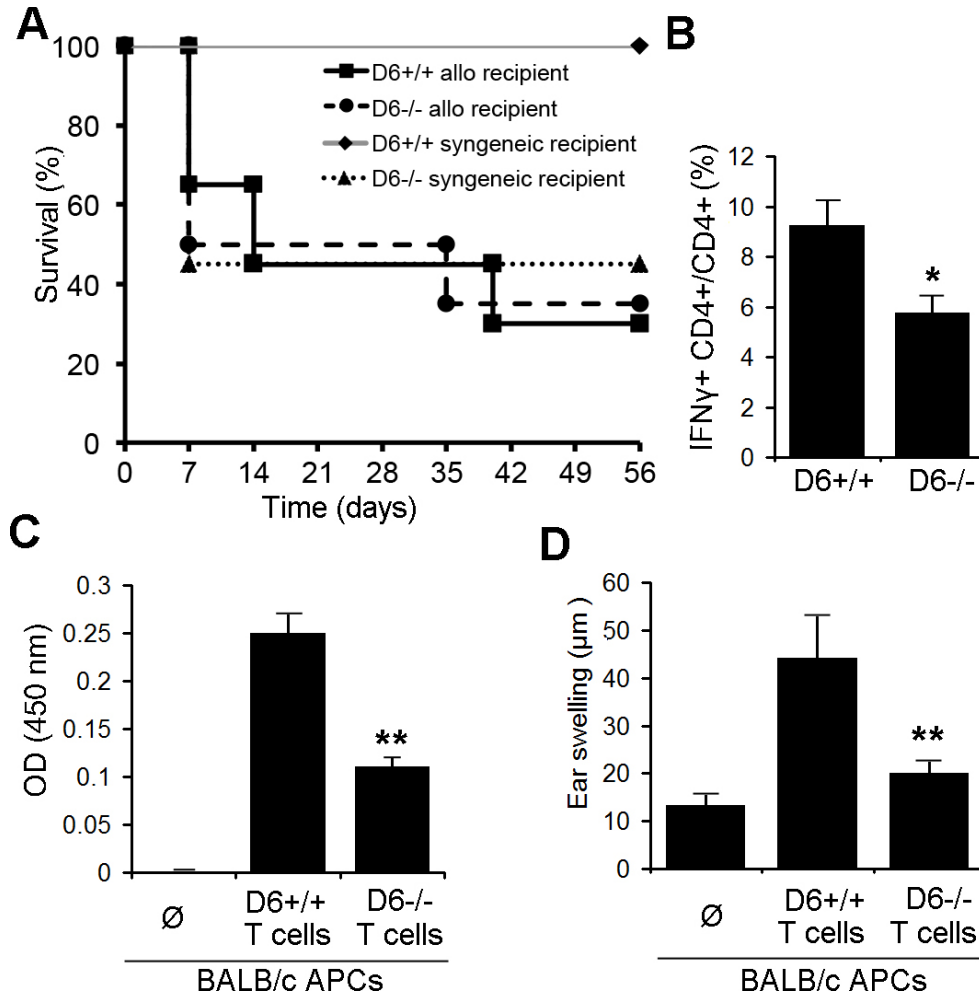 A
Survival (%)
100
80
60
40
20
0
0 7 14 21 28 35 42 49 56
Time (days)
D6+/+ allo recipient
D6-/- allo recipient
D6+/+ syngeneic recipient
D6-/- syngeneic recipient
B
IFNγ+ CD4+/CD4+ (%)
12
10
8
6
4
2
0
*
D6+/+ D6-/-
C
OD (450 nm)
0.3
0.25
0.2
0.15
0.1
0.05
0
**
Ø D6+/+ D6-/-
T cells T cells
BALB/c APCs
D
Ear swelling (μm )
60
50
40
30
20
10
0
**
Ø D6+/+ D6-/-
T cells T cells
BALB/c APCs